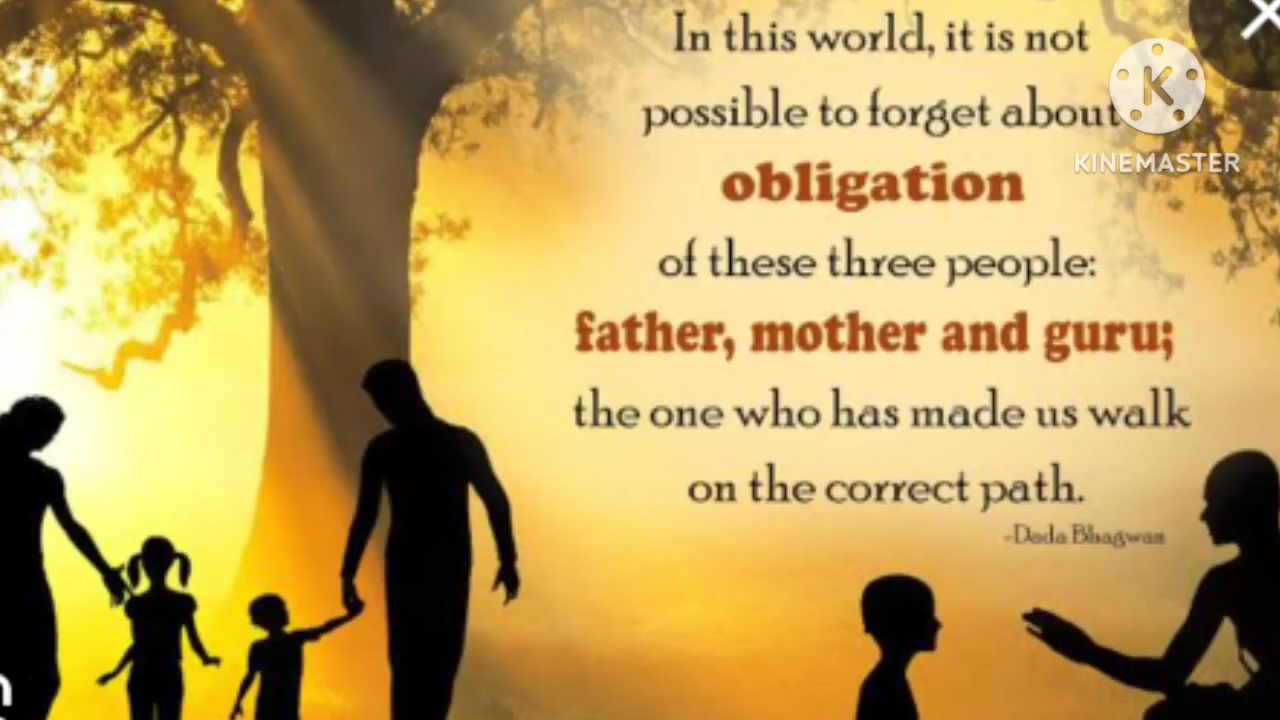 In this world, it is not
possible to forget about
obligation
of these three people:
father, mother and guru;
the one who has made us walk
on the correct path.
-Dada Bhagwan
KINEMASTER